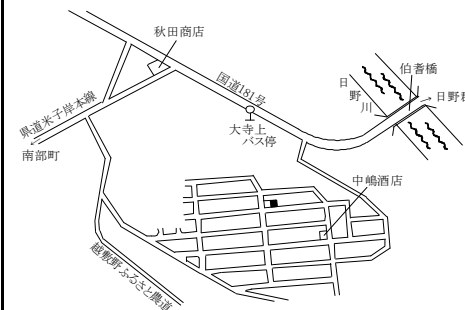 秋田商店
国道181号
日野川
伯耆橋
日野郡
県道米子岸本線
大寺上
バス停
南部町
中嶋酒店
越敷野ふるさと農道